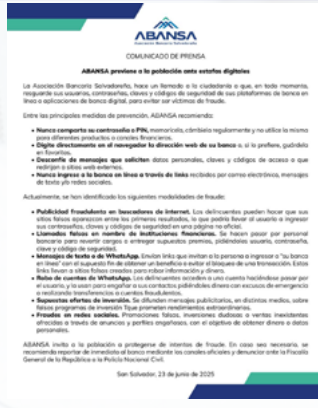 ABANSA
Asociación Bancaria Salvadoreña
COMUNICADO DE PRENSA
ABANSA previene a la población ante estafas digitales
La Asociación Bancaria Salvadoreña, hace un llamado a la ciudadanía a que, en todo momento,
resguarde sus usuarios, contraseñas, claves y códigos de seguridad de sus plataformas de banca en
línea o aplicaciones de banca digital, para evitar ser víctimas de fraude.
Entre las principales medidas de prevención, ABANSA recomienda:
• Nunca comparta su contraseña o PIN, memorícela, cámbiela regularmente y no utilice la misma
para diferentes productos o canales financieros.
• Digite directamente en el navegador la dirección web de su banco o, si lo prefiere, guárdela
en favoritos.
• Desconfíe de mensajes que soliciten datos personales, claves y códigos de acceso o que
redirijan a sitios web externos.
• Nunca ingrese a la banca en línea a través de links recibidos por correo electrónico, mensajes
de texto y/o redes sociales.
Actualmente, se han identificado los siguientes modalidades de fraude:
• Publicidad fraudulenta en buscadores de internet. Los delincuentes pueden hacer que sus
sitios falsos aparezcan entre los primeros resultados, lo que podría llevar al usuario a ingresar
sus contraseñas, claves y códigos de seguridad en una página no oficial.
• Llamadas falsas en nombre de instituciones financieras. Se hacen pasar por personal
bancario para revertir cargos o entregar supuestos premios, pidiéndoles usuario, contraseña,
clave y código de seguridad.
• Mensajes de texto o de WhatsApp. Envían links que invitan a la persona a ingresar a "su banca
en línea" con el supuesto fin de obtener un beneficio o evitar el bloqueo de una transacción. Estos
links llevan a sitios falsos creados para robar información y dinero.
• Robo de cuentas de WhatsApp. Los delincuentes acceden a una cuenta haciéndose pasar por
el usuario, y la usan para engañar a sus contactos pidiéndoles dinero con excusas de emergencia
o realizando transferencias a cuentas fraudulentas.
• Supuestas ofertas de inversión. Se difunden mensajes publicitarios, en distintos medios, sobre
falsos programas de inversión que prometen rendimientos extraordinarios.
• Fraudes en redes sociales. Promociones falsas, inversiones dudosas o ventas inexistentes
ofrecidas a través de anuncios y perfiles engañosos, con el objetivo de obtener dinero o datos
personales.
ABANSA invita a la población a protegerse de intentos de fraude. En caso sea necesario, se
recomienda reportar de inmediato al banco mediante los canales oficiales y denunciar ante la Fiscalía
General de la República o la Policía Nacional Civil.
San Salvador, 23 de junio de 2025